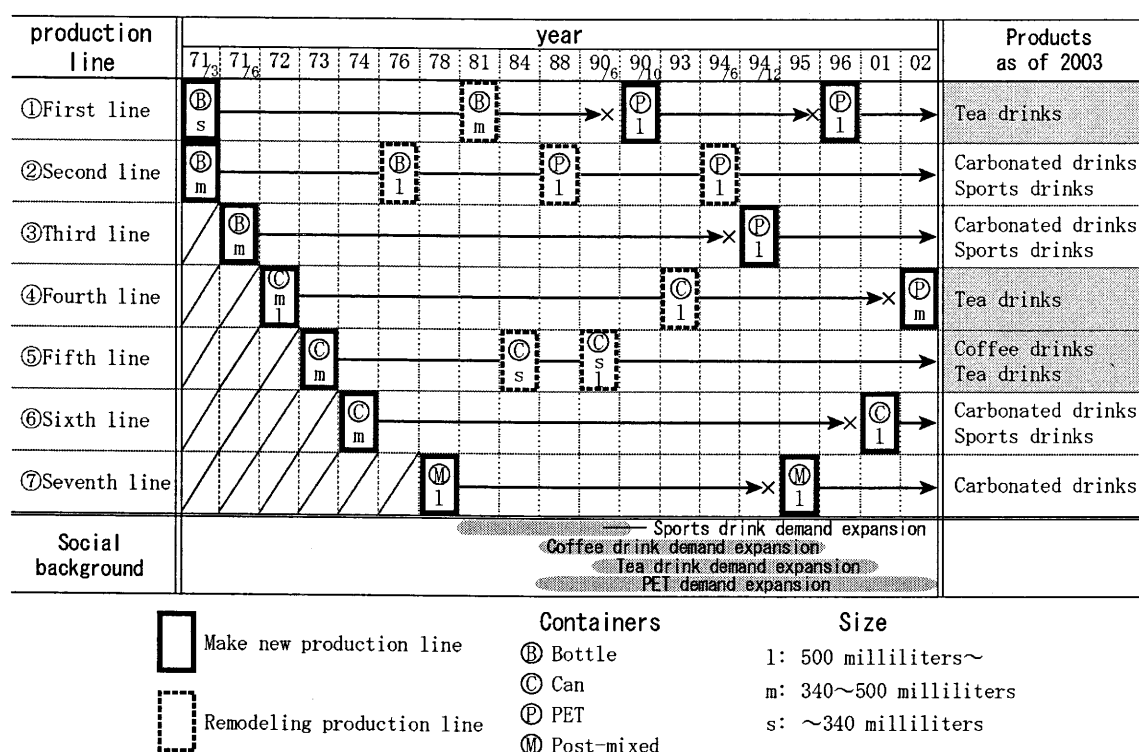 production line
year
Products as of 2003
71/3 71/6 72 73 74 76 78 81 84 88 90/6 90/10 93 94/6 94/12 95 96 01 02
①First line Ⓑ s Ⓑ m Ⓟ l Ⓟ l Tea drinks
②Second line Ⓑ m Ⓑ l Ⓟ l Ⓟ l Carbonated drinks
Sports drinks
③Third line Ⓑ m Ⓟ l Carbonated drinks
Sports drinks
④Fourth line Ⓒ m l Ⓒ l Ⓟ m Tea drinks
⑤Fifth line Ⓒ m Ⓒ s Ⓒ s l Coffee drinks
Tea drinks
⑥Sixth line Ⓒ m Ⓒ l Carbonated drinks
Sports drinks
⑦Seventh line Ⓜ l Ⓜ l Carbonated drinks
Social background
Sports drink demand expansion
Coffee drink demand expansion
Tea drink demand expansion
PET demand expansion
Make new production line
Remodeling production line
Containers
Ⓑ Bottle
Ⓒ Can
Ⓟ PET
Ⓜ Post-mixed
Size
l: 500 milliliters～
m: 340～500 milliliters
s: ～340 milliliters